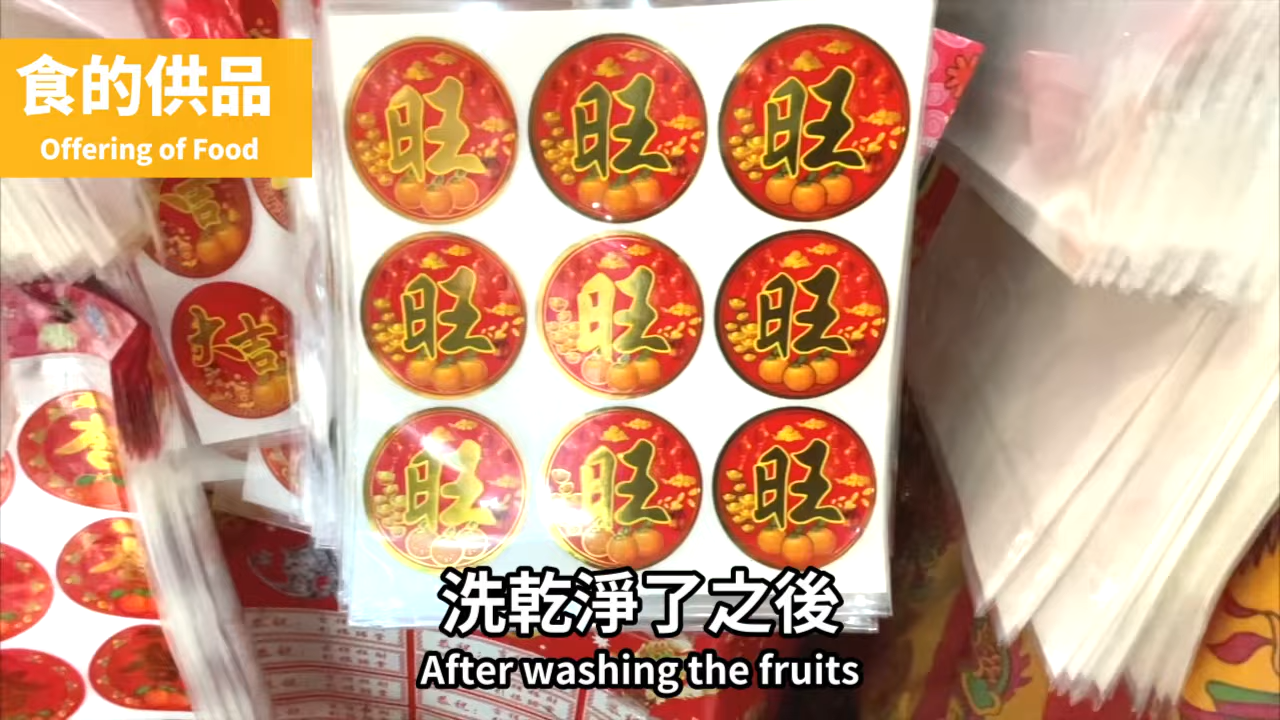 食的供品
Offering of Food
旺 旺 旺
旺 旺 旺
旺 旺 旺
吉
大吉
洗乾淨了之後
After washing the fruits